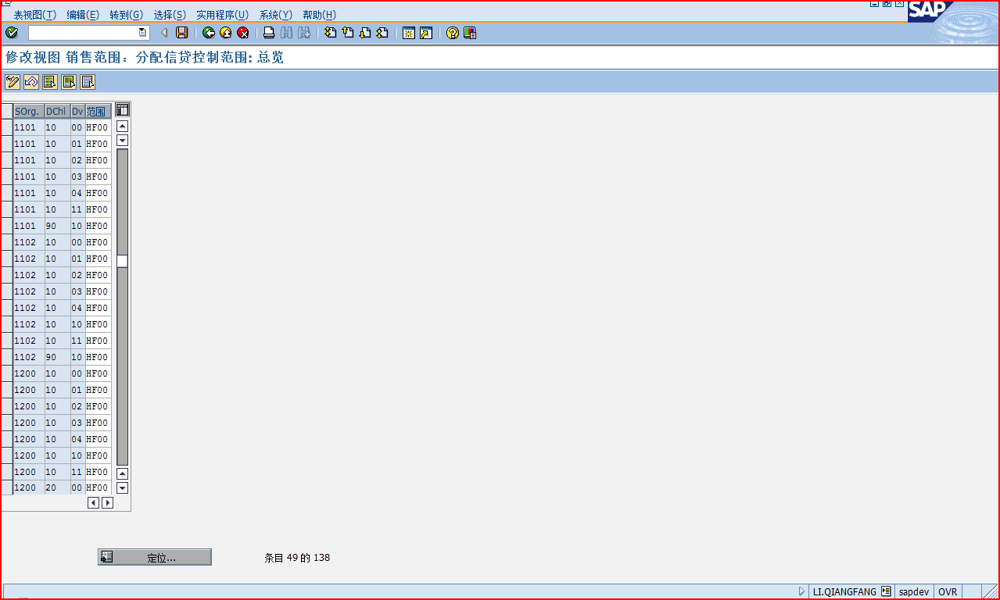 表视图(T) 编辑(E) 转到(G) 选择(S) 实用程序(U) 系统(Y) 帮助(H)
SAP
修改视图 销售范围：分配信贷控制范围: 总览
SOrg. DChl Dv 范围
1101 10 00 HF00
1101 10 01 HF00
1101 10 02 HF00
1101 10 03 HF00
1101 10 04 HF00
1101 10 11 HF00
1101 90 10 HF00
1102 10 00 HF00
1102 10 01 HF00
1102 10 02 HF00
1102 10 03 HF00
1102 10 04 HF00
1102 10 10 HF00
1102 10 11 HF00
1102 90 10 HF00
1200 10 00 HF00
1200 10 01 HF00
1200 10 02 HF00
1200 10 03 HF00
1200 10 04 HF00
1200 10 10 HF00
1200 10 11 HF00
1200 20 00 HF00
定位... 条目 49 的 138
LI.QIANGFANG sapdev OVR